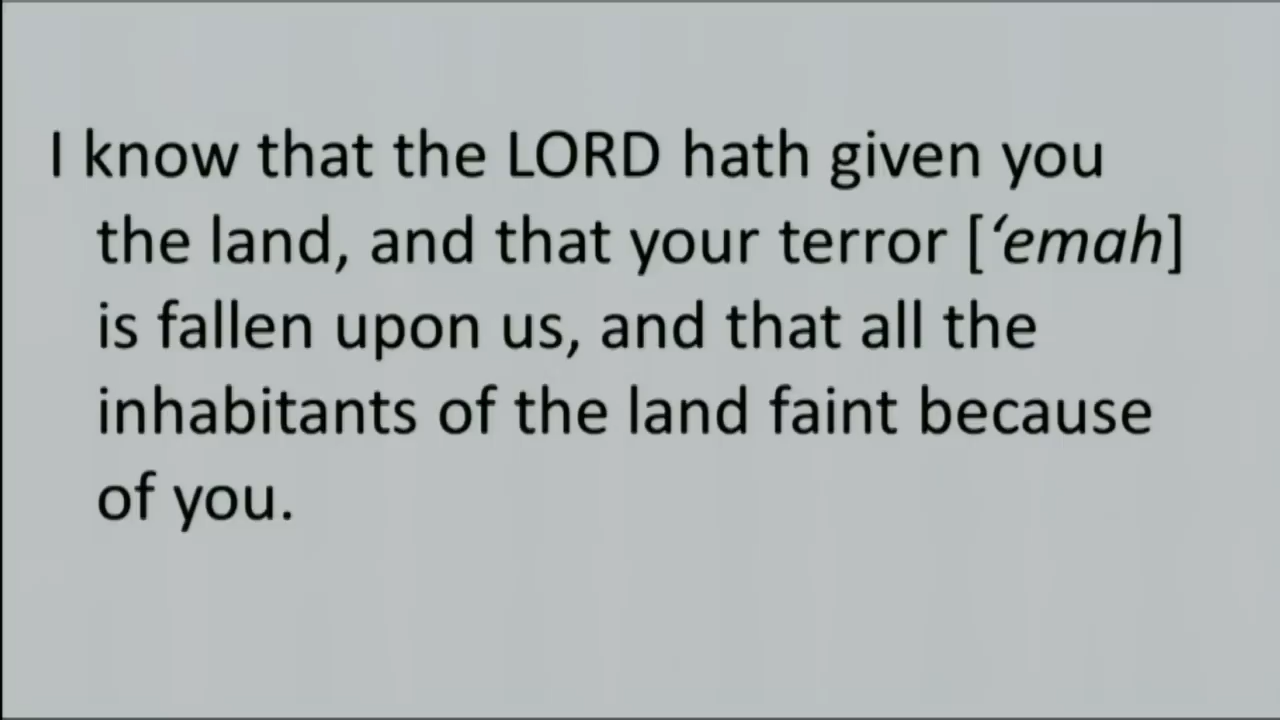 I know that the LORD hath given you
the land, and that your terror [‘emah]
is fallen upon us, and that all the
inhabitants of the land faint because
of you.